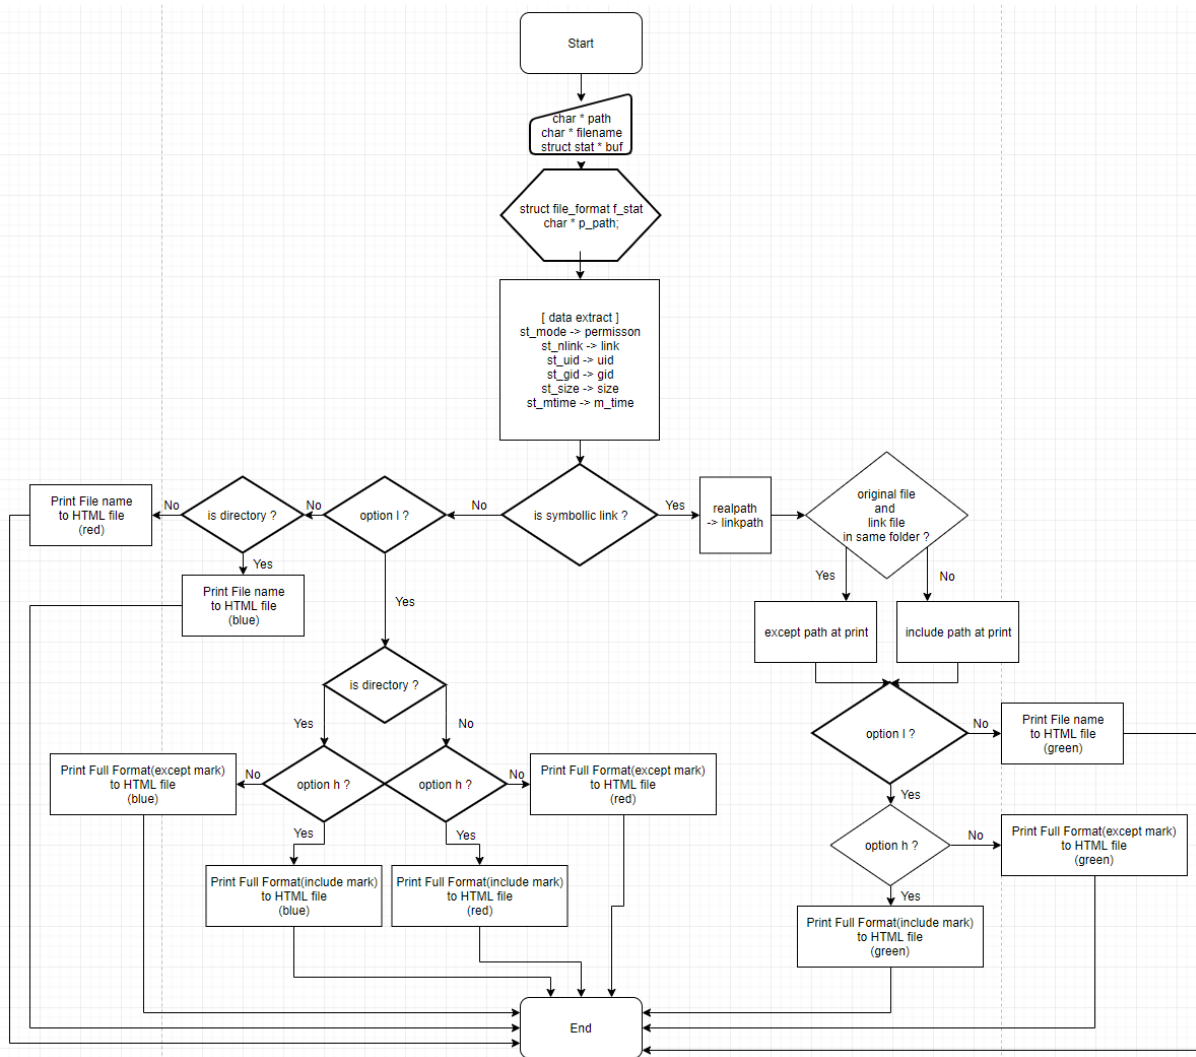 Start
char * path
char * filename
struct stat * buf
struct file_format f_stat
char * p_path;
[ data extract ]
st_mode -> permisson
st_nlink -> link
st_uid -> uid
st_gid -> gid
st_size -> size
st_mtime -> m_time
is symbollic link ?
No
Yes
option l ?
No
Yes
is directory ?
No
Yes
Print File name
to HTML file
(red)
Print File name
to HTML file
(blue)
is directory ?
Yes
No
option h ?
No
Yes
Print Full Format(except mark)
to HTML file
(blue)
Print Full Format(include mark)
to HTML file
(blue)
option h ?
No
Yes
Print Full Format(except mark)
to HTML file
(red)
Print Full Format(include mark)
to HTML file
(red)
realpath
-> linkpath
original file
and
link file
in same folder ?
Yes
No
except path at print
include path at print
option l ?
No
Print File name
to HTML file
(green)
Yes
option h ?
No
Print Full Format(except mark)
to HTML file
(green)
Yes
Print Full Format(include mark)
to HTML file
(green)
End